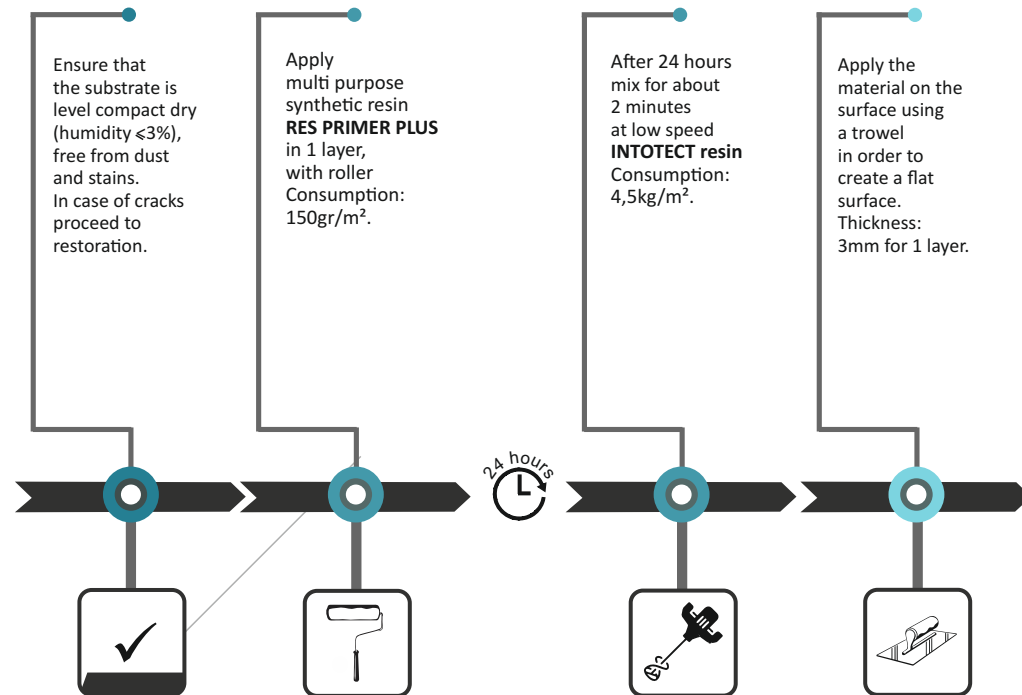 Ensure that
the substrate is
level compact dry
(humidity ⩽3%),
free from dust
and stains.
In case of cracks
proceed to
restoration.
Apply
multi purpose
synthetic resin
RES PRIMER PLUS
in 1 layer,
with roller
Consumption:
150gr/m².
24 hours
After 24 hours
mix for about
2 minutes
at low speed
INTOTECT resin
Consumption:
4,5kg/m².
Apply the
material on the
surface using
a trowel
in order to
create a flat
surface.
Thickness:
3mm for 1 layer.